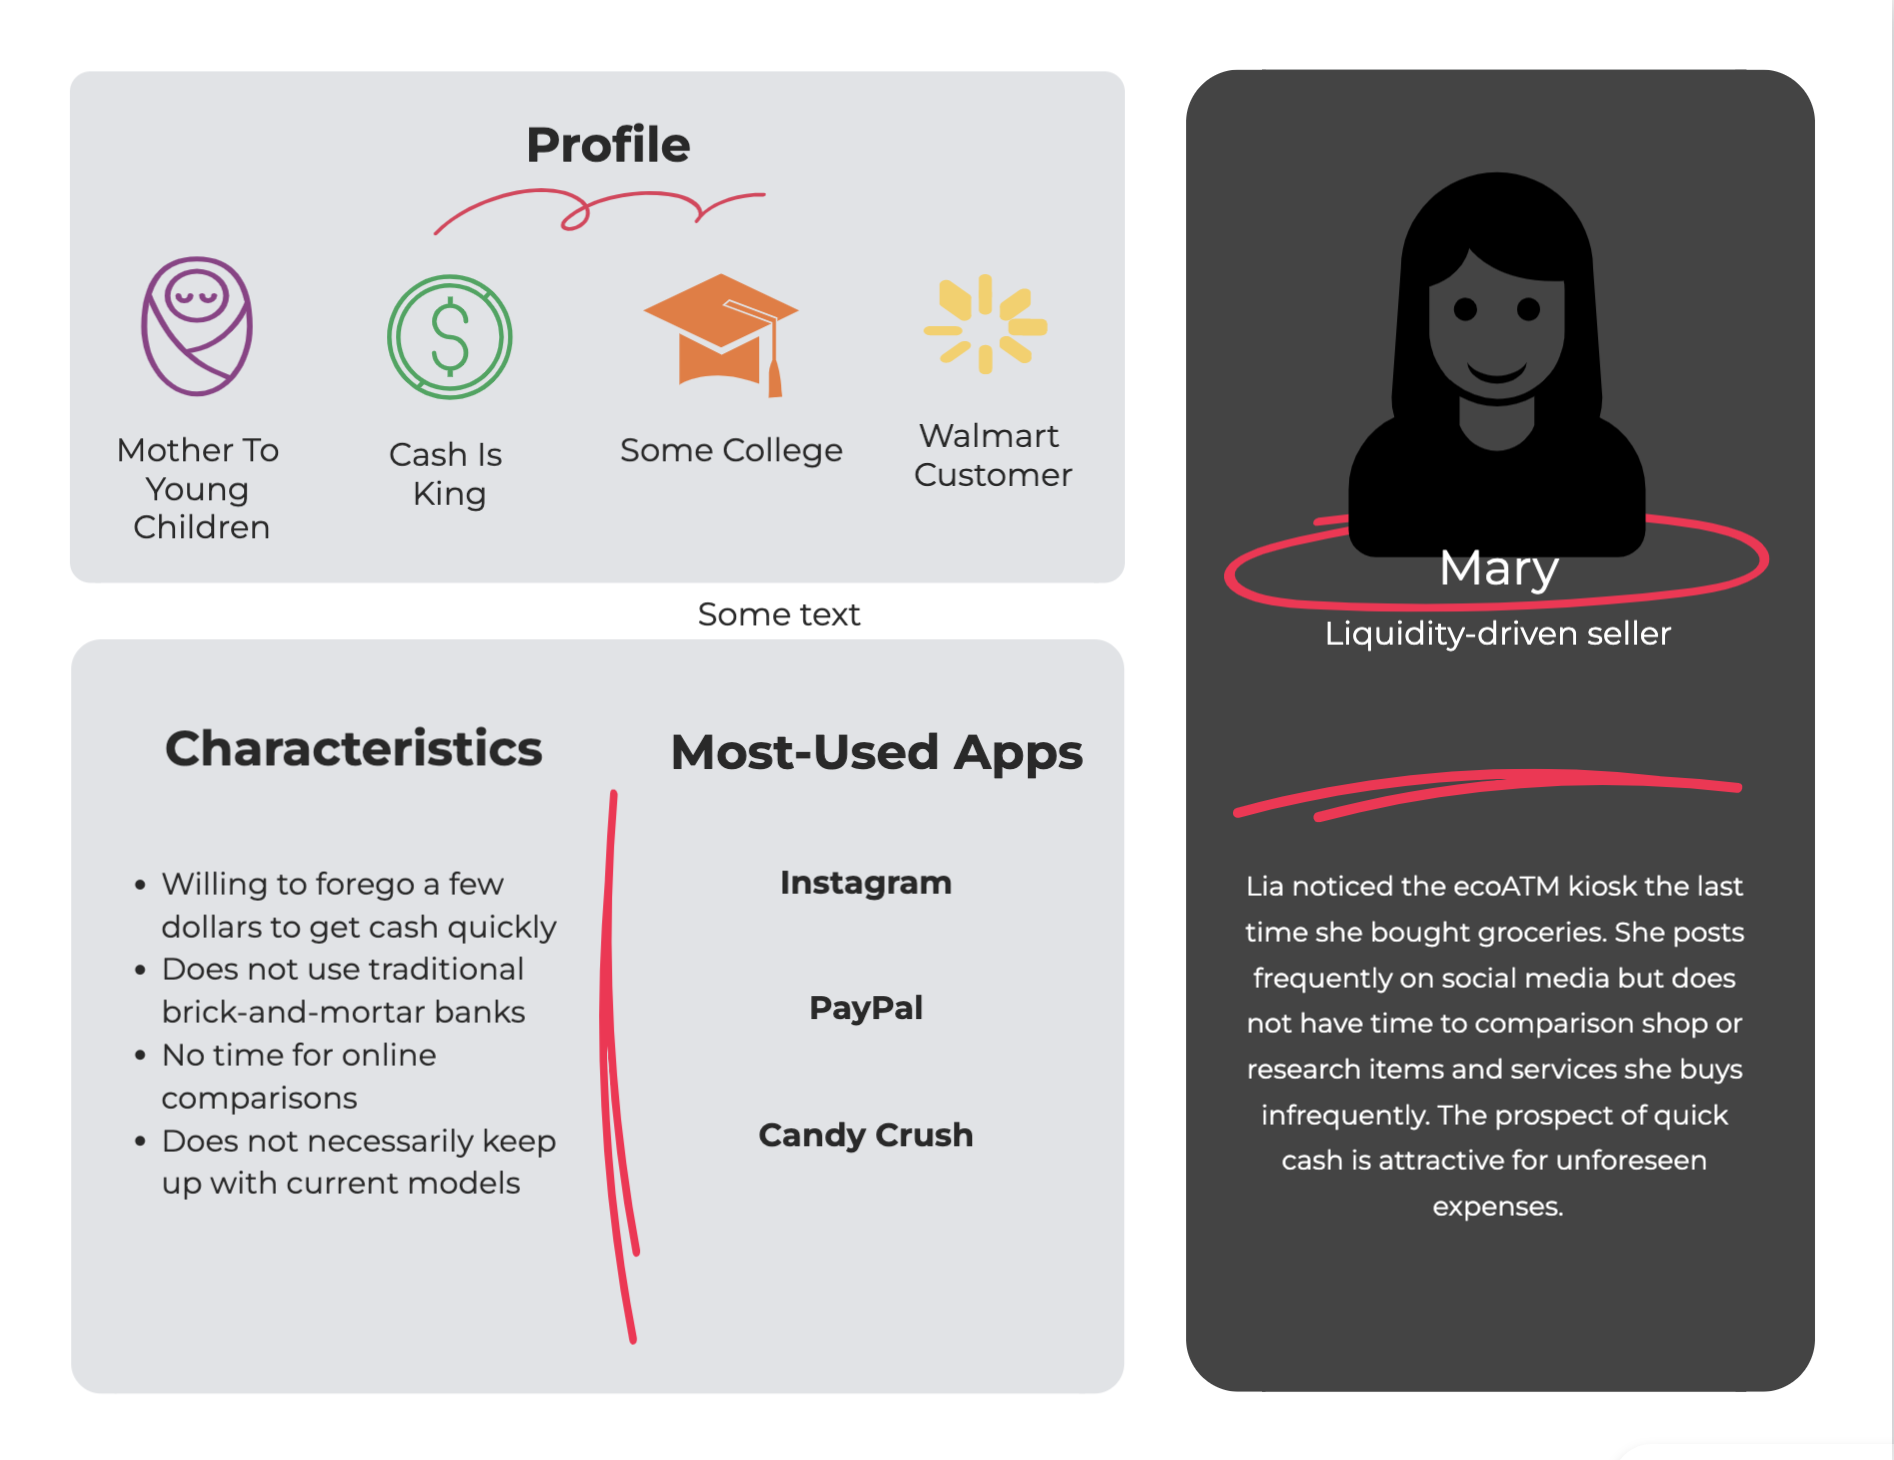 Profile
Mother To
Young
Children
Cash Is
King
Some College
Walmart
Customer
Some text
Characteristics
• Willing to forego a few
dollars to get cash quickly
• Does not use traditional
brick-and-mortar banks
• No time for online
comparisons
• Does not necessarily keep
up with current models
Most-Used Apps
Instagram
PayPal
Candy Crush
Mary
Liquidity-driven seller
Lia noticed the ecoATM kiosk the last
time she bought groceries. She posts
frequently on social media but does
not have time to comparison shop or
research items and services she buys
infrequently. The prospect of quick
cash is attractive for unforeseen
expenses.